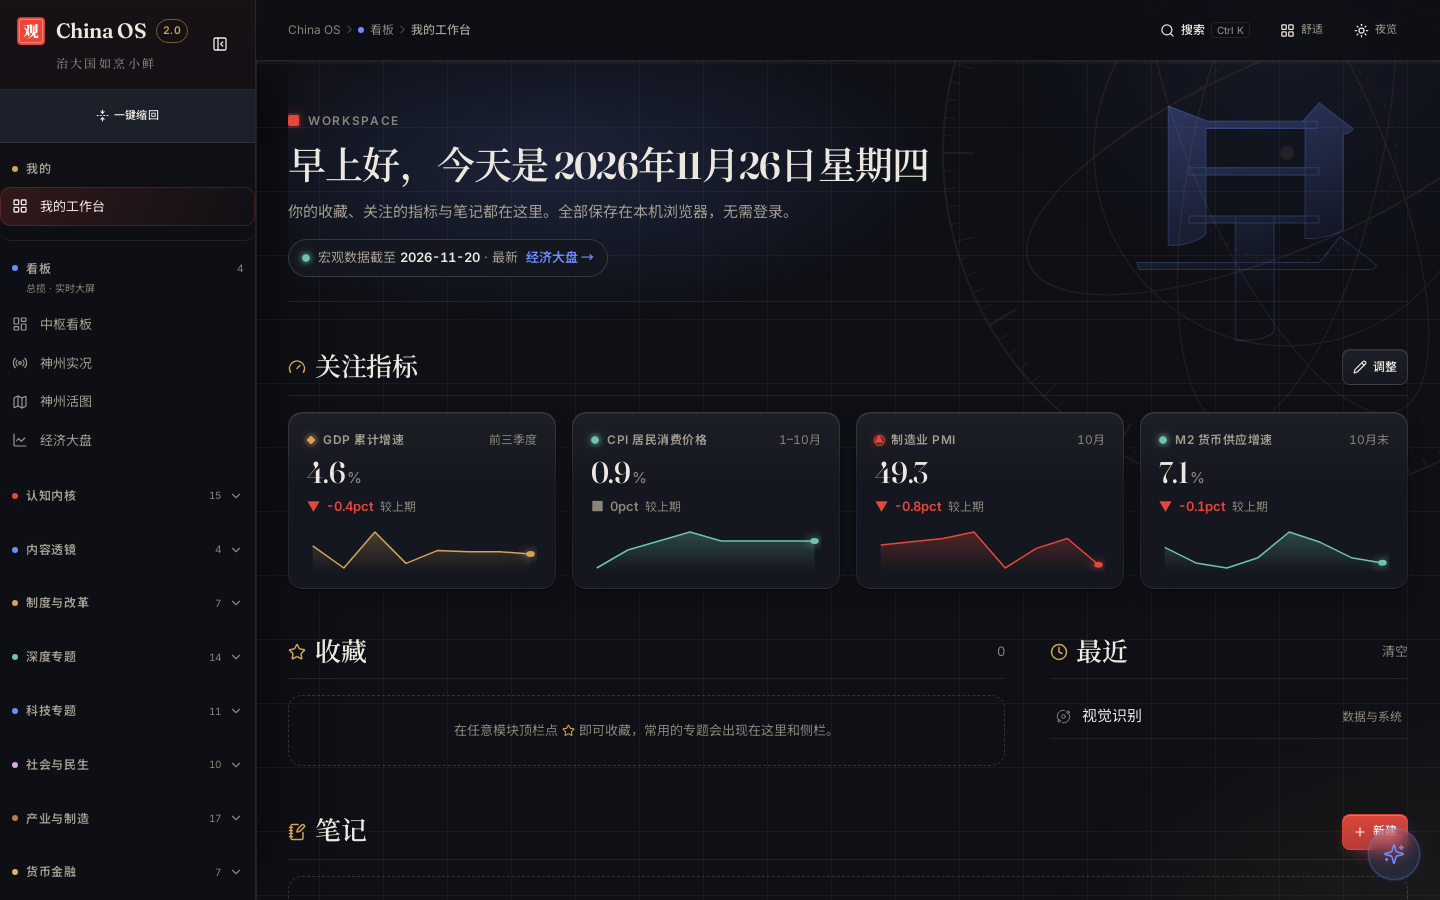 观 China OS 2.0
治大国如烹小鲜
一键缩回
我的
我的工作台
看板 4
总揽 · 实时大屏
中枢看板
神州实况
神州活图
经济大盘
认知内核 15
内容透镜 4
制度与改革 7
深度专题 14
科技专题 11
社会与民生 10
产业与制造 17
货币金融 7
China OS 看板 我的工作台
搜索 Ctrl K 舒适 夜览
WORKSPACE
早上好，今天是 2026年11月26日星期四
你的收藏、关注的指标与笔记都在这里。全部保存在本机浏览器，无需登录。
宏观数据截至 2026-11-20 · 最新 经济大盘 →
早
关注指标 调整
GDP 累计增速 前三季度
4.6%
▼ -0.4pct 较上期
CPI 居民消费价格 1–10月
0.9%
■ 0pct 较上期
制造业 PMI 10月
49.3
▼ -0.8pct 较上期
M2 货币供应增速 10月末
7.1%
▼ -0.1pct 较上期
收藏 0
在任意模块顶栏点 ☆ 即可收藏，常用的专题会出现在这里和侧栏。
最近 清空
视觉识别 数据与系统
笔记 + 新建